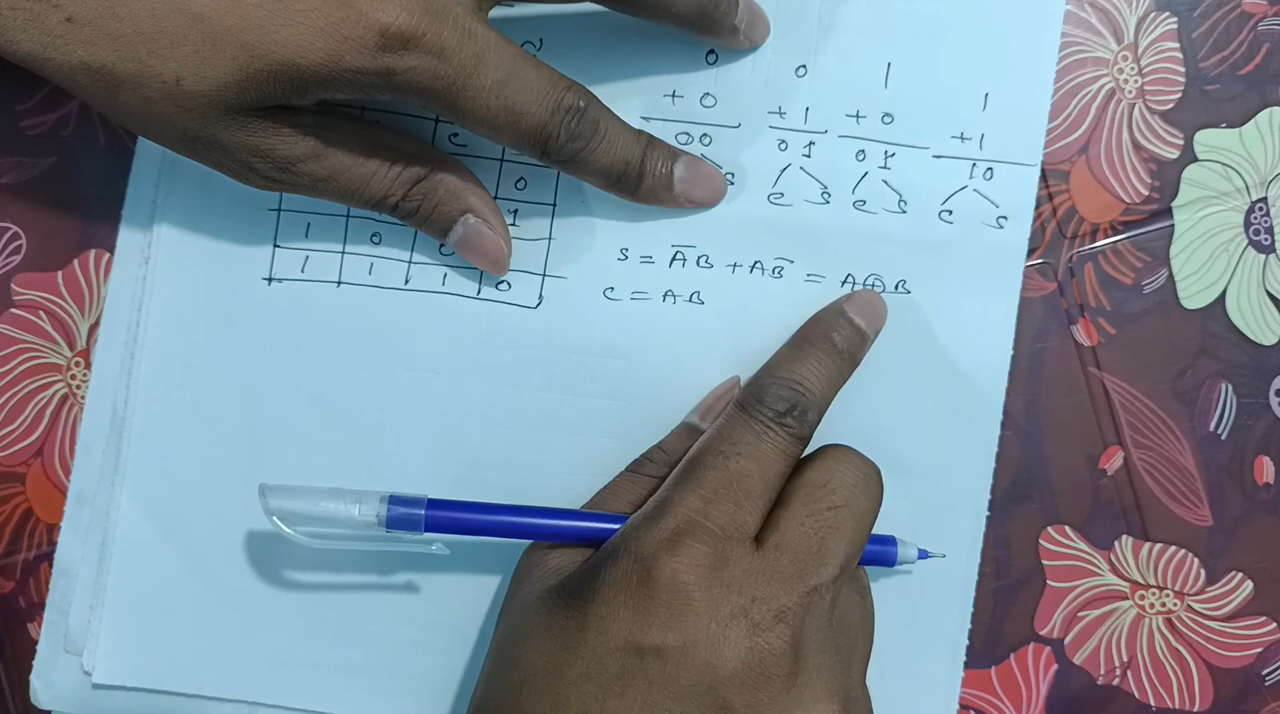 0 0 1 1
+ 0 + 1 + 0 + 1
00 01 01 10
S C S C S C S
C
0
1
1 0 0
1 1 1 0
S = A̅B + AB̅ = A⊕B
C = AB